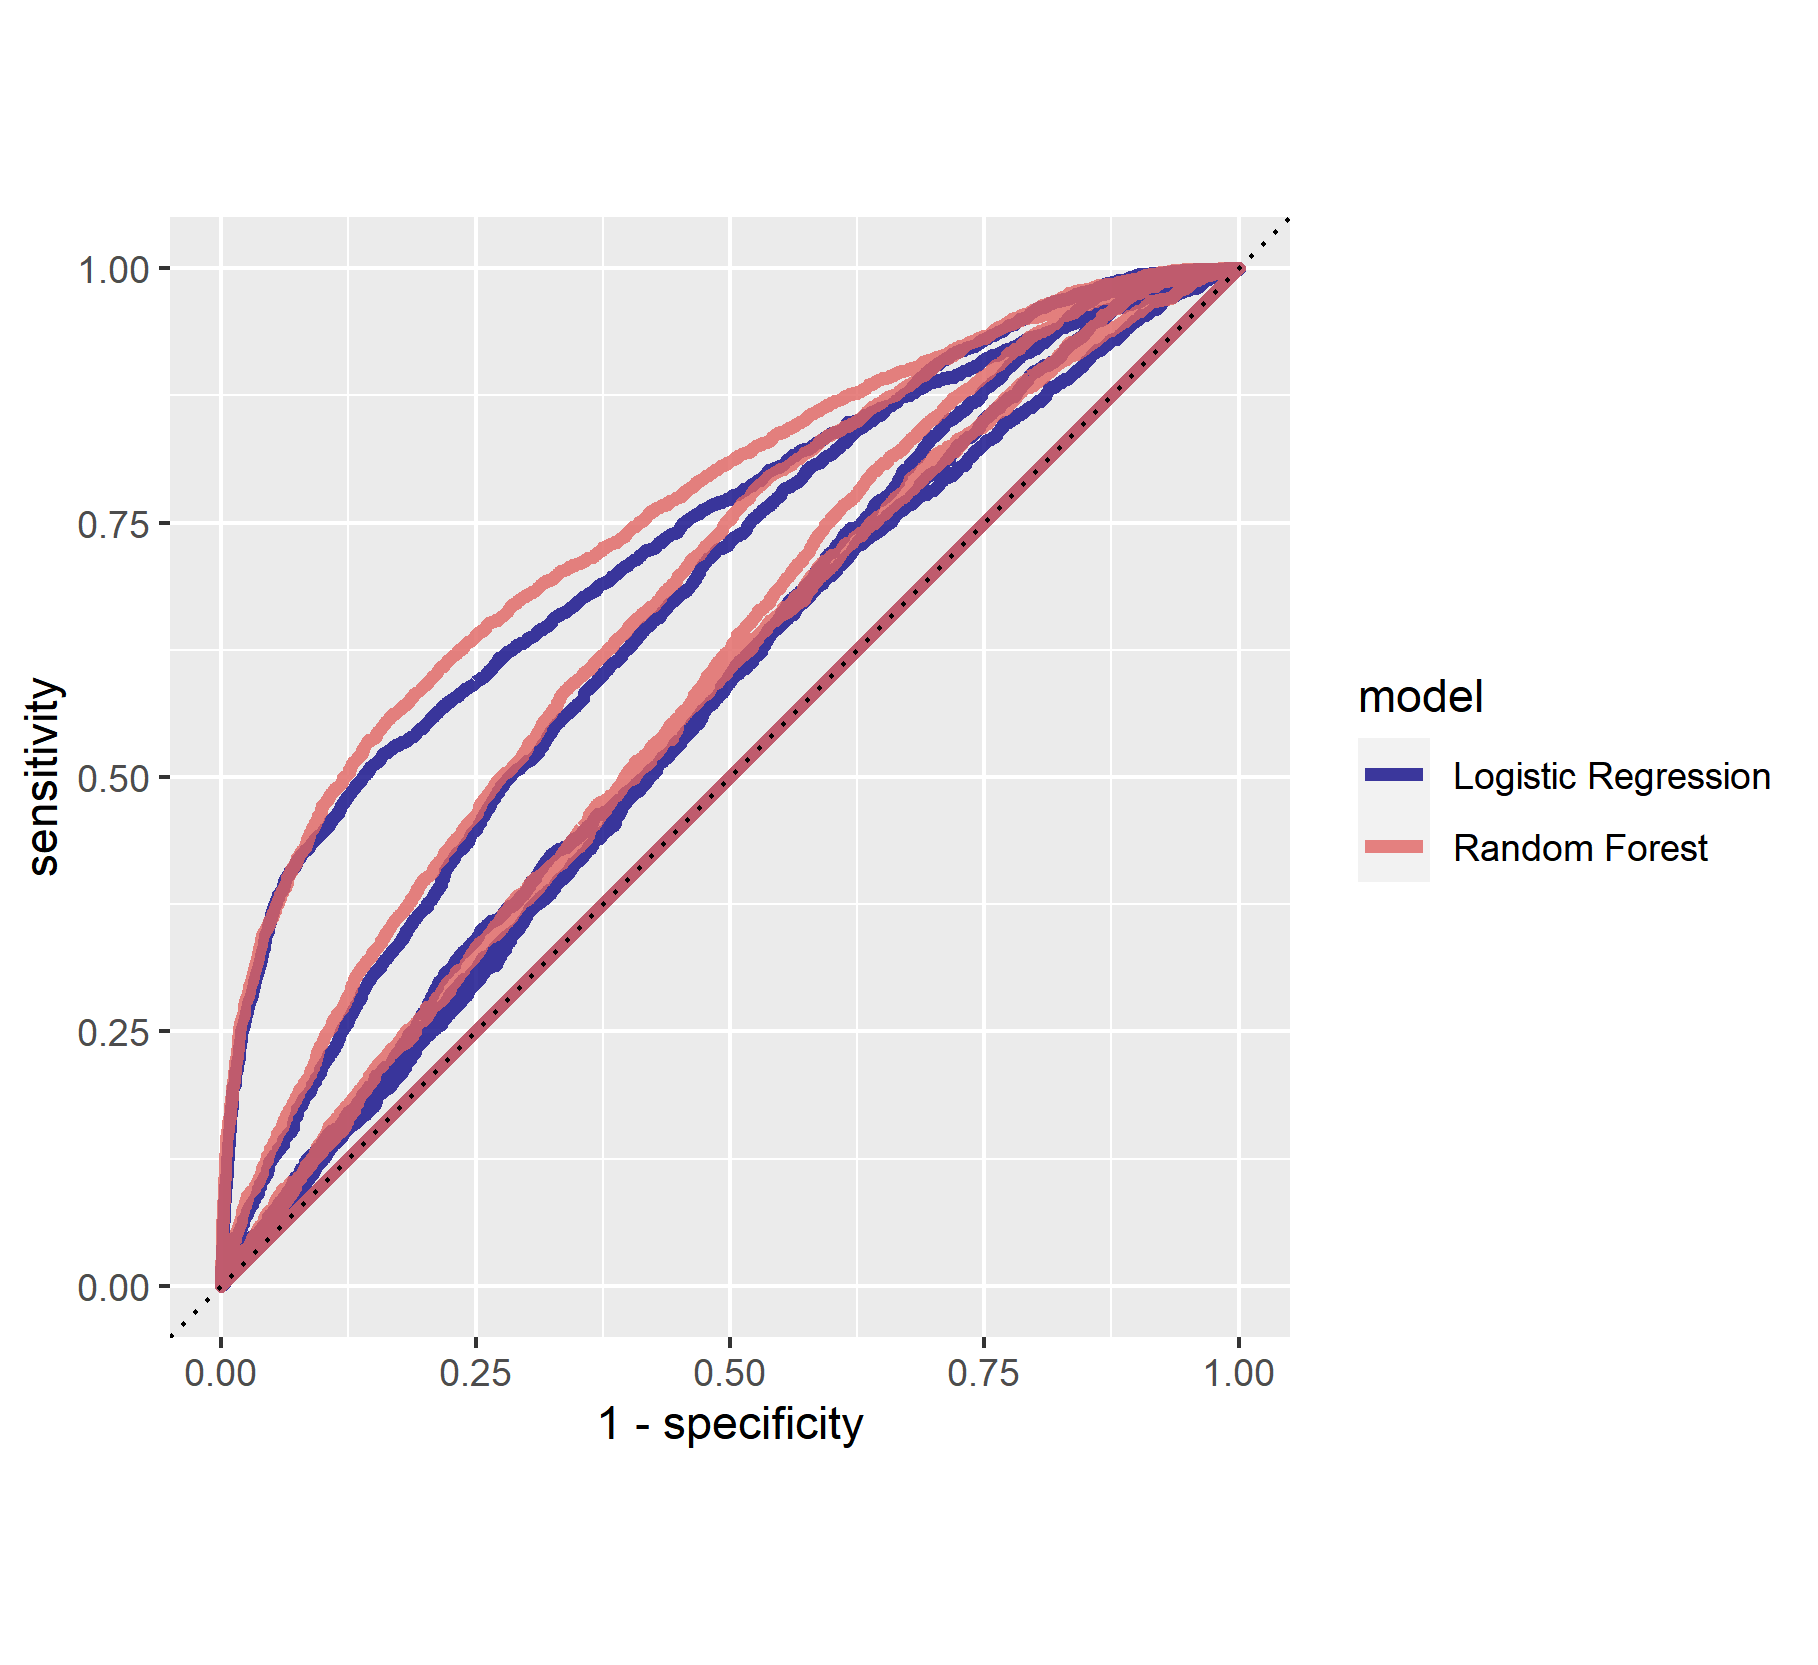 1.00
0.75
0.50
0.25
0.00
sensitivity
0.00 0.25 0.50 0.75 1.00
1 - specificity
model
Logistic Regression
Random Forest